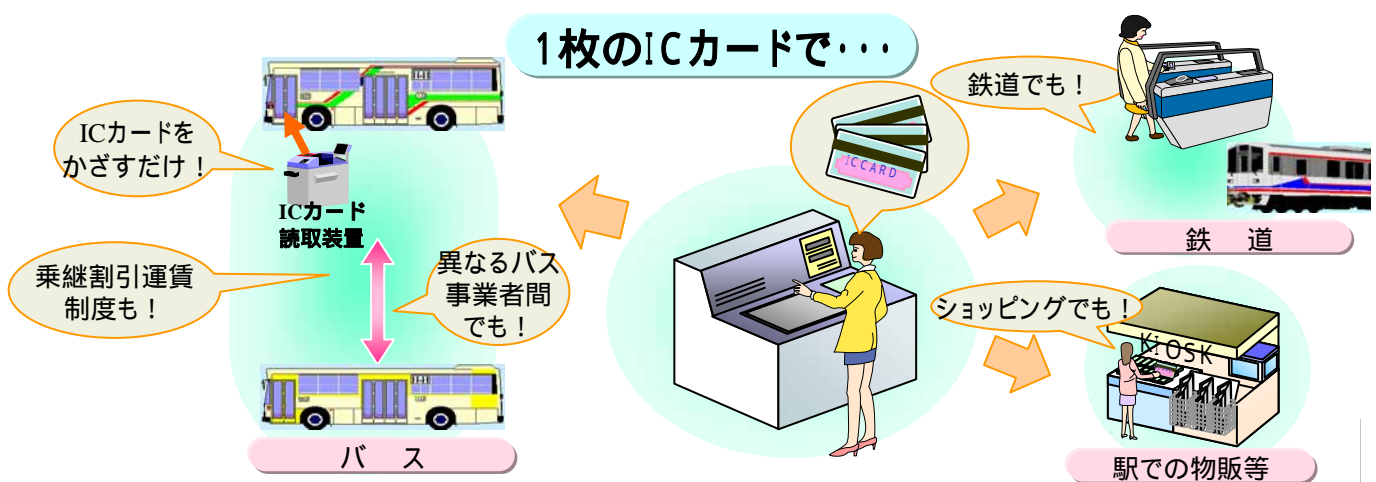 1枚のICカードで・・・
ICカードを
かざすだけ！
ICカード
読取装置
乗継割引運賃
制度も！
異なるバス
事業者間
でも！
バ ス
ICCARD
鉄道でも！
鉄 道
ショッピングでも！
KIOSK
駅での物販等